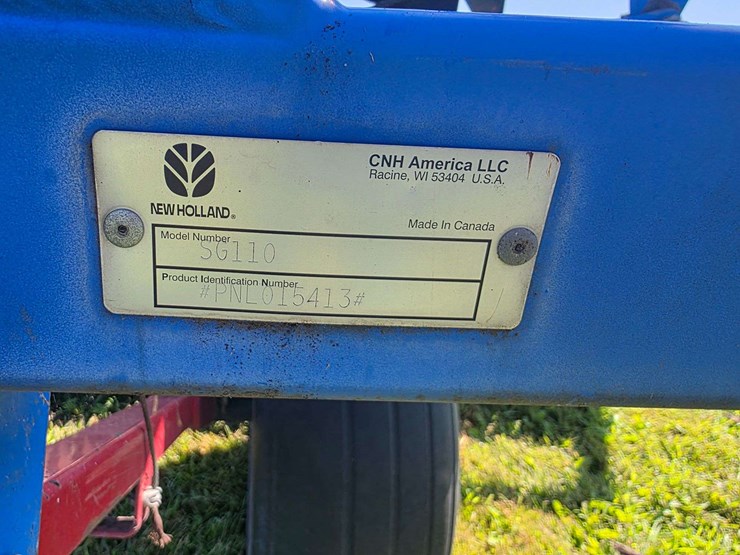 CNH America LLC
Racine, WI 53404 U.S.A.
NEW HOLLAND®
Made In Canada
Model Number
SG110
Product Identification Number
#PNL015413#